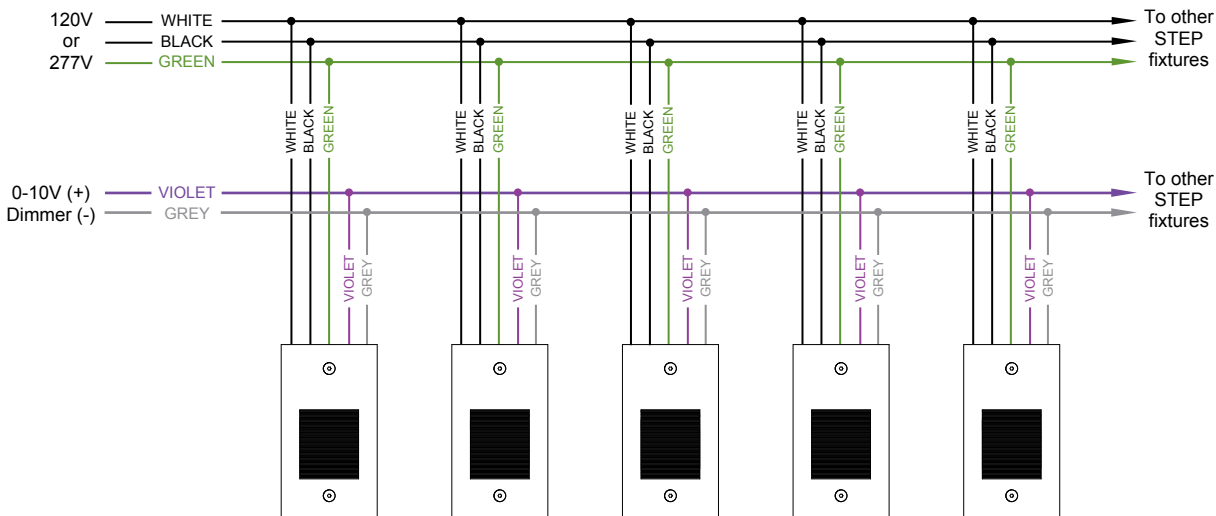 120V
or
277V
WHITE
BLACK
GREEN
To other
STEP
fixtures
WHITE
BLACK
GREEN
WHITE
BLACK
GREEN
WHITE
BLACK
GREEN
WHITE
BLACK
GREEN
WHITE
BLACK
GREEN
0-10V (+)
Dimmer (-)
VIOLET
GREY
To other
STEP
fixtures
VIOLET
GREY
VIOLET
GREY
VIOLET
GREY
VIOLET
GREY
VIOLET
GREY